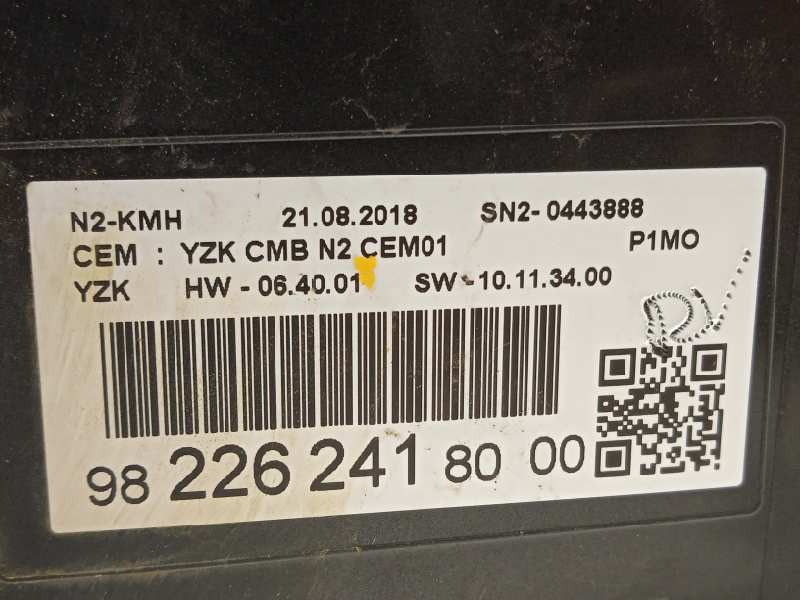 N2-KMH 21.08.2018 SN2- 0443888
CEM : YZK CMB N2 CEM01 P1MO
YZK HW - 06.40.01 SW - 10.11.34.00
98 226 241 80 00